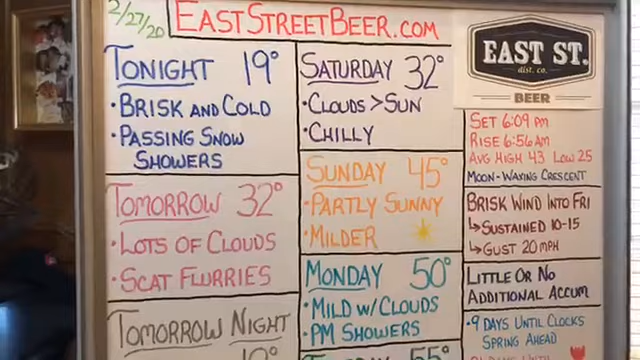 2/27/20
EASTSTREETBEER.COM
TONIGHT 19°
• BRISK AND COLD
• PASSING SNOW
SHOWERS
TOMORROW 32°
• LOTS OF CLOUDS
• SCAT FLURRIES
TOMORROW NIGHT
SATURDAY 32°
• CLOUDS > SUN
• CHILLY
SUNDAY 45°
• PARTLY SUNNY
• MILDER
MONDAY 50°
• MILD W/CLOUDS
• PM SHOWERS
55°
EAST ST.
dist. co.
BEER
SET 6:09 PM
RISE 6:56 AM
AVG HIGH 43 LOW 25
MOON-WAXING CRESCENT
BRISK WIND INTO FRI
↳ SUSTAINED 10-15
↳ GUST 20 MPH
LITTLE OR NO
ADDITIONAL ACCUM
• 9 DAYS UNTIL CLOCKS
SPRING AHEAD